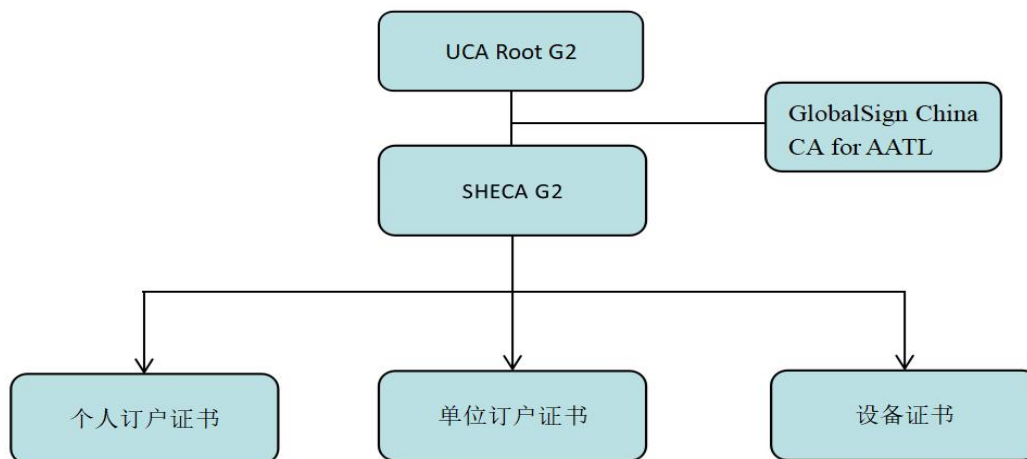 UCA Root G2
GlobalSign China
CA for AATL
SHECA G2
个人订户证书
单位订户证书
设备证书